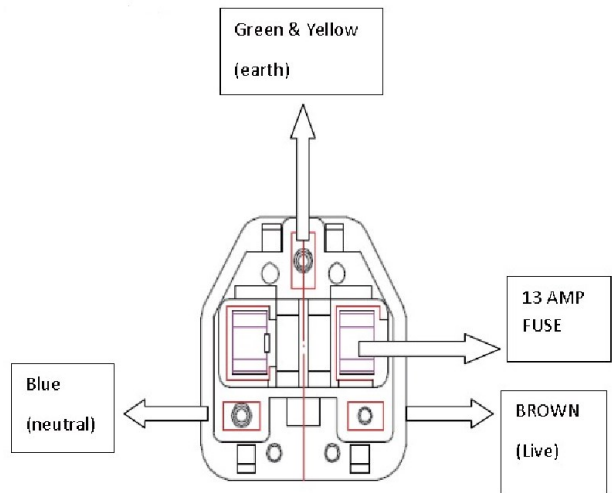 Green & Yellow
(earth)
13 AMP
FUSE
Blue
(neutral)
BROWN
(Live)